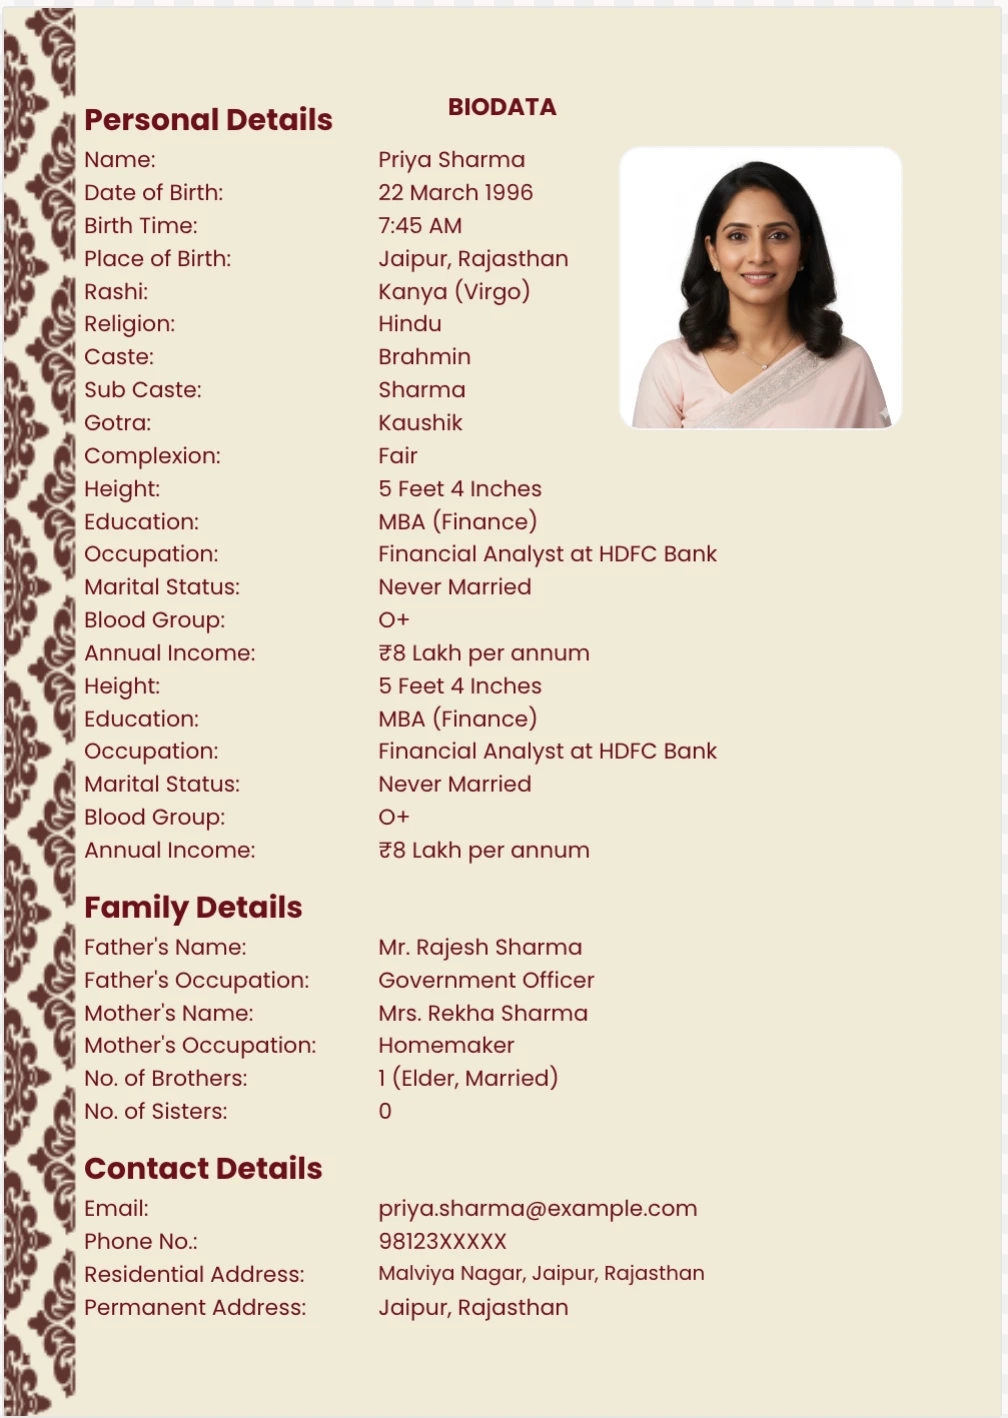 BIODATA
Personal Details
Name: Priya Sharma
Date of Birth: 22 March 1996
Birth Time: 7:45 AM
Place of Birth: Jaipur, Rajasthan
Rashi: Kanya (Virgo)
Religion: Hindu
Caste: Brahmin
Sub Caste: Sharma
Gotra: Kaushik
Complexion: Fair
Height: 5 Feet 4 Inches
Education: MBA (Finance)
Occupation: Financial Analyst at HDFC Bank
Marital Status: Never Married
Blood Group: O+
Annual Income: ₹8 Lakh per annum
Height: 5 Feet 4 Inches
Education: MBA (Finance)
Occupation: Financial Analyst at HDFC Bank
Marital Status: Never Married
Blood Group: O+
Annual Income: ₹8 Lakh per annum
Family Details
Father's Name: Mr. Rajesh Sharma
Father's Occupation: Government Officer
Mother's Name: Mrs. Rekha Sharma
Mother's Occupation: Homemaker
No. of Brothers: 1 (Elder, Married)
No. of Sisters: 0
Contact Details
Email: priya.sharma@example.com
Phone No.: 98123XXXXX
Residential Address: Malviya Nagar, Jaipur, Rajasthan
Permanent Address: Jaipur, Rajasthan